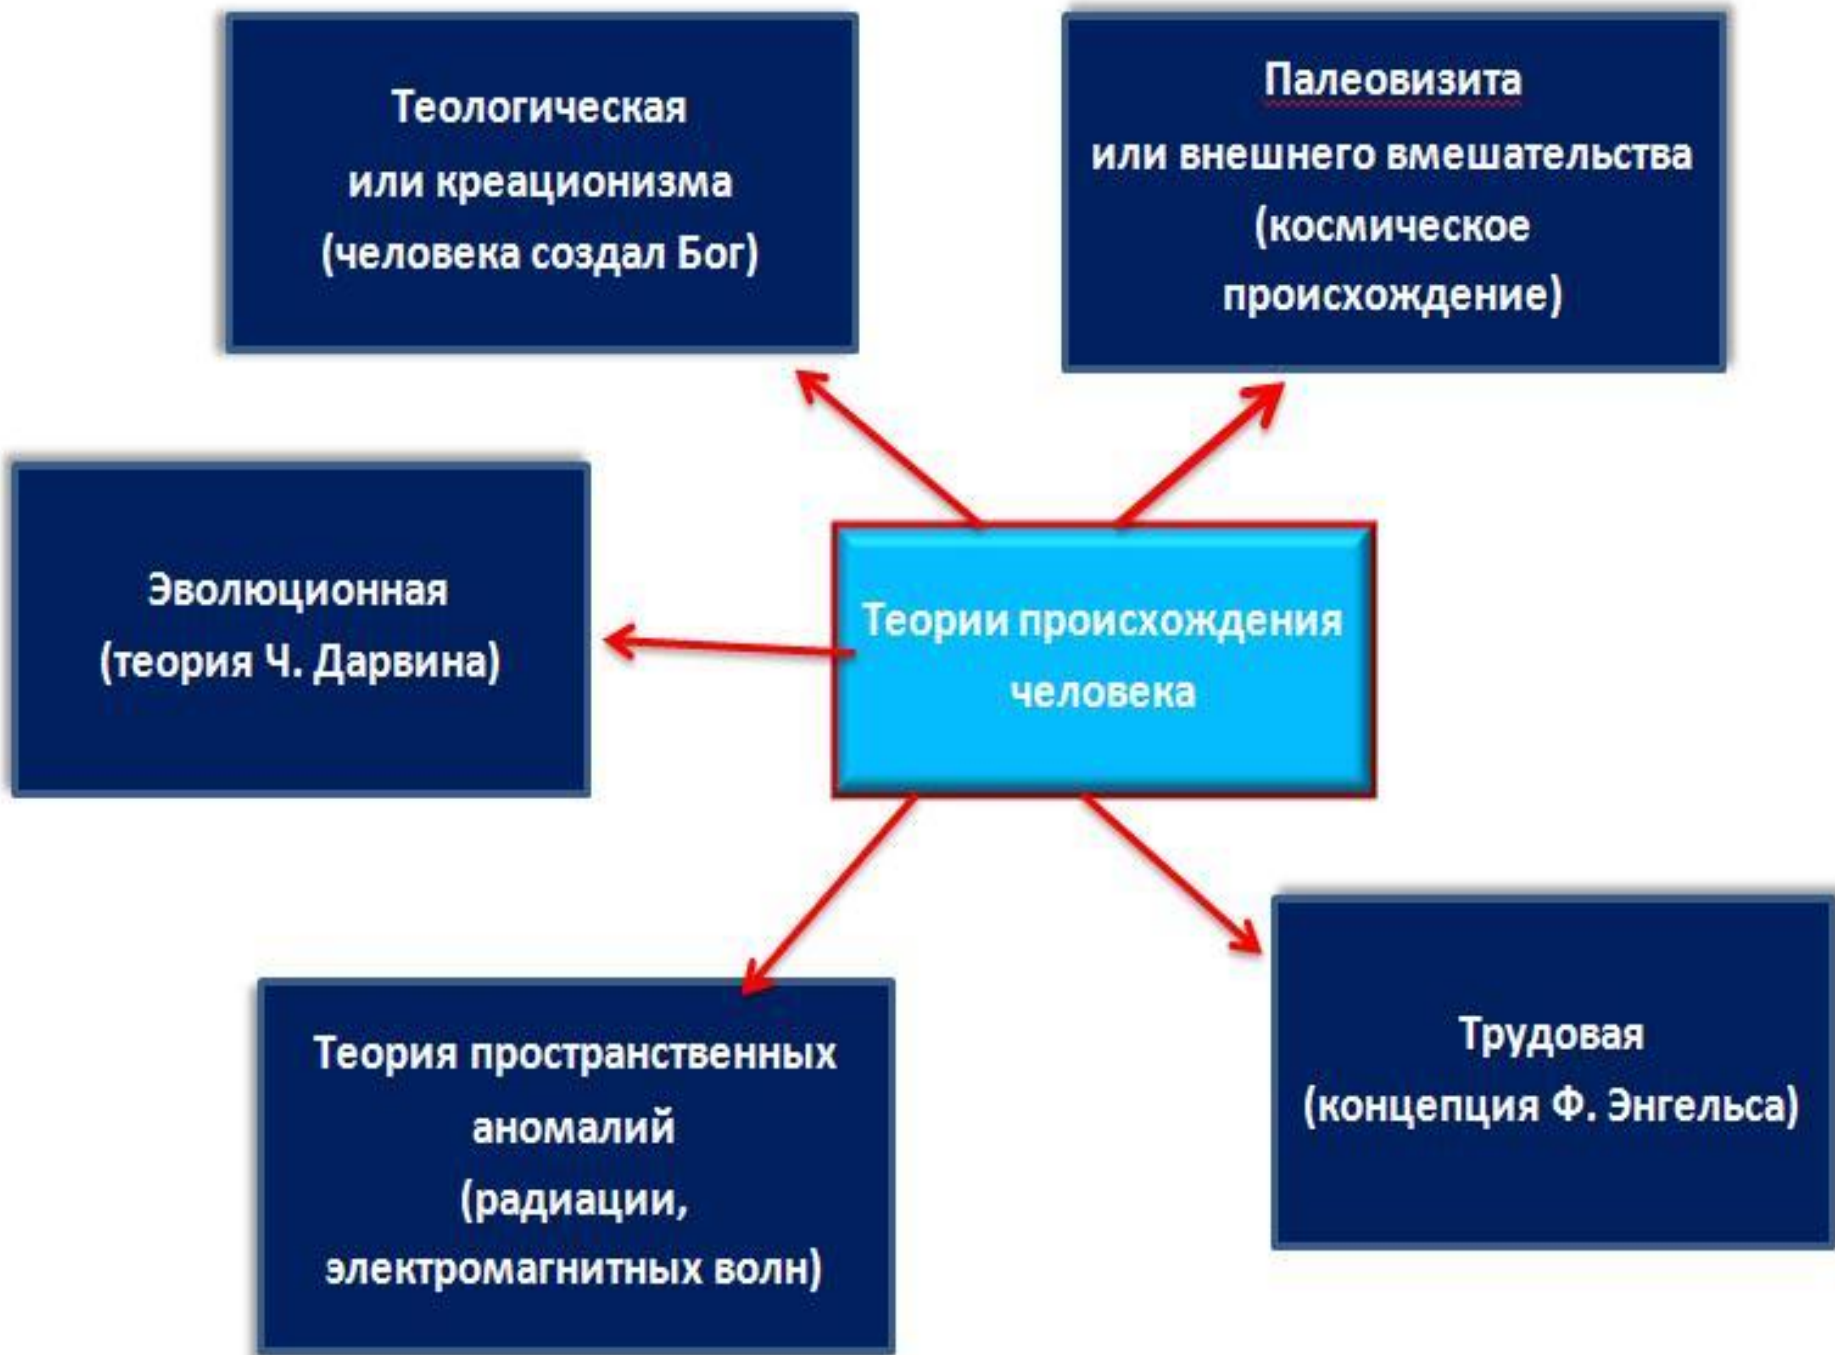 Теологическая
или креационизма
(человека создал Бог)
Палеовизита
или внешнего вмешательства
(космическое
происхождение)
Эволюционная
(теория Ч. Дарвина)
Теории происхождения
человека
Теория пространственных
аномалий
(радиации,
электромагнитных волн)
Трудовая
(концепция Ф. Энгельса)